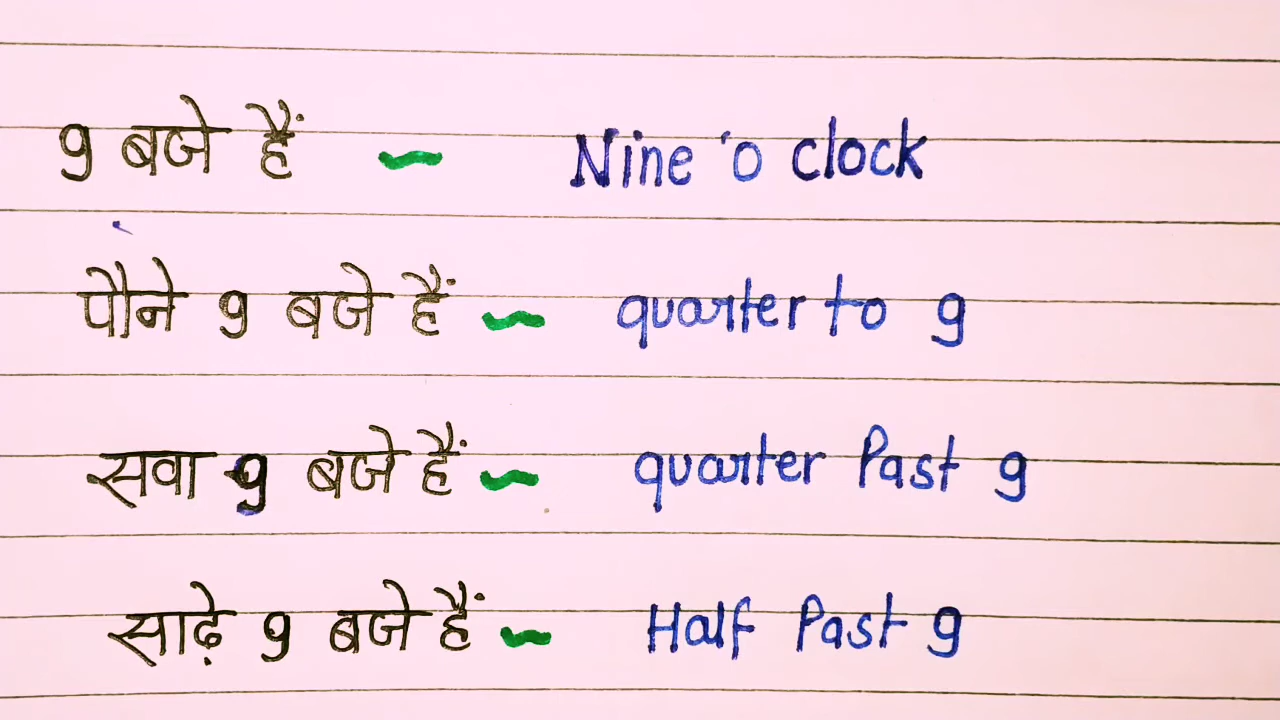 9 बजे हैं ~ Nine 'o clock
पौने 9 बजे हैं ~ quarter to 9
सवा 9 बजे हैं ~ quarter Past 9
साढ़े 9 बजे हैं ~ Half Past 9